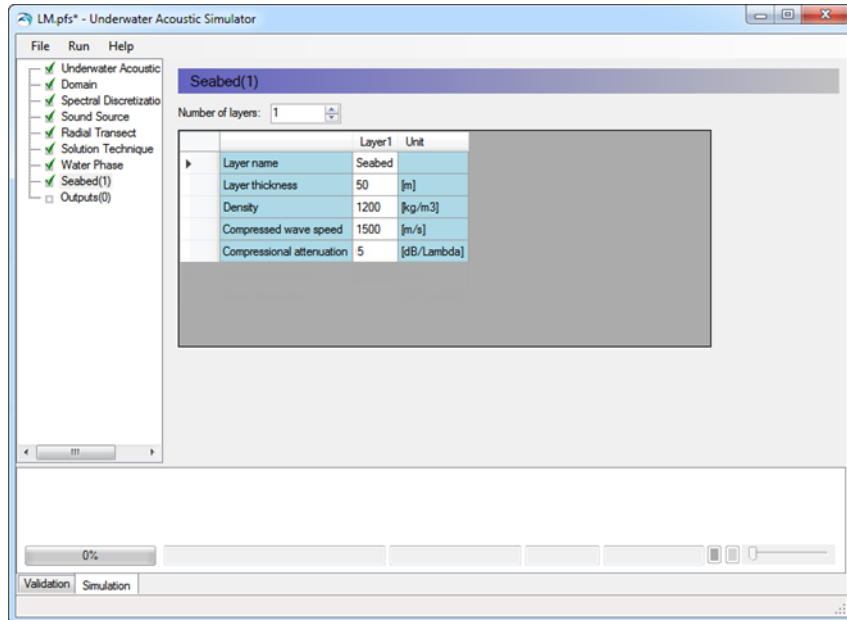 LM.pfs* - Underwater Acoustic Simulator
File Run Help
Underwater Acoustic
Domain
Spectral Discretizatio
Sound Source
Radial Transect
Solution Technique
Water Phase
Seabed(1)
Outputs(0)
Seabed(1)
Number of layers: 1
Layer1 Unit
Layer name Seabed
Layer thickness 50 [m]
Density 1200 [kg/m3]
Compressed wave speed 1500 [m/s]
Compressional attenuation 5 [dB/Lambda]
0%
Validation Simulation